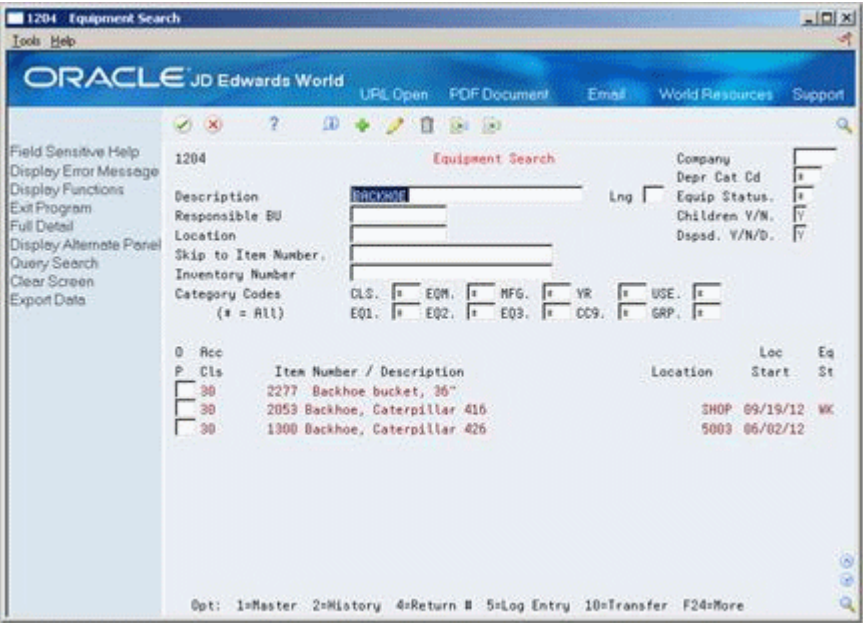 1204 Equipment Search
Tools Help
ORACLE JD Edwards World
URL Open PDF Document Email World Resources Support
Field Sensitive Help
Display Error Message
Display Functions
Exit Program
Full Detail
Display Alternate Panel
Query Search
Clear Screen
Export Data
1204 Equipment Search Company
Depr Cat Cd *
Description BACKHOE Lng Equip Status. *
Responsible BU Children Y/N. Y
Location Dspsd. Y/N/D. Y
Skip to Item Number.
Inventory Number
Category Codes CLS. * EQM. * MFG. * YR * USE. *
(* = All) EQ1. * EQ2. * EQ3. * CC9. * GRP. *
O Acc Loc Eq
P Cls Item Number / Description Location Start St
30 2277 Backhoe bucket, 36"
30 2053 Backhoe, Caterpillar 416 SHOP 09/19/12 WK
30 1300 Backhoe, Caterpillar 426 5003 06/02/12
Opt: 1=Master 2=History 4=Return # 5=Log Entry 10=Transfer F24=More